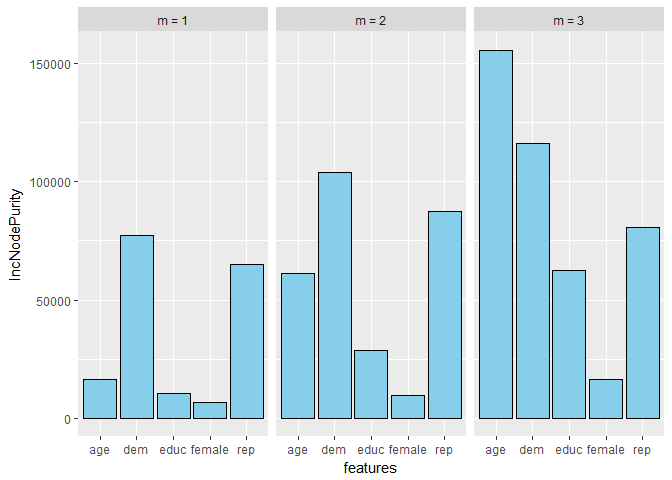 m = 1 m = 2 m = 3
150000
100000
50000
0
IncNodePurity
age dem educ female rep age dem educ female rep age dem educ female rep
features